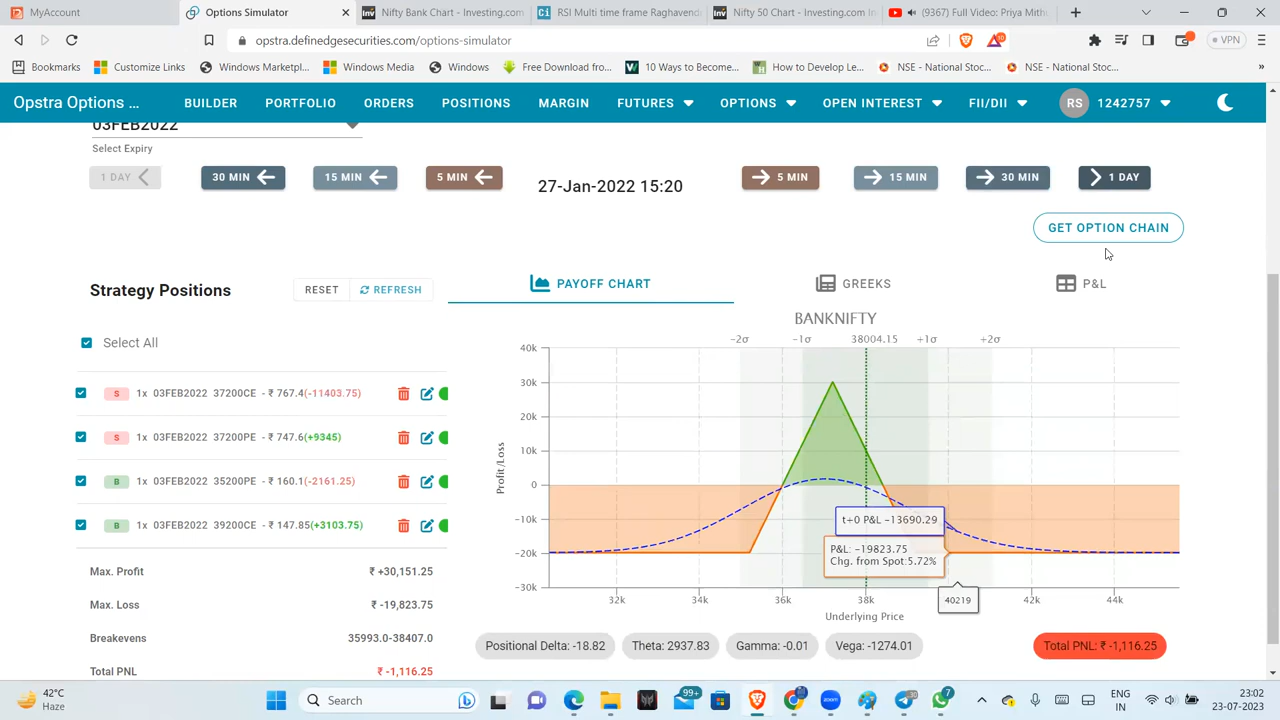 MyAccount
Options Simulator
Nifty Bank Chart - Investing.com
RSI Multi time frame Raghavend
Nifty 50 Chart - Investing.com In
(9367) Full Video: Priya Mith
opstra.definedgesecurities.com/options-simulator
10
VPN
Bookmarks
Customize Links
Windows Marketpl...
Windows Media
Windows
Free Download fro...
10 Ways to Become...
How to Develop Le...
NSE - National Stoc...
NSE - National Stoc...
»
Opstra Options ...
BUILDER
PORTFOLIO
ORDERS
POSITIONS
MARGIN
FUTURES
OPTIONS
OPEN INTEREST
FII/DII
RS
1242757
03FEB2022
Select Expiry
1 DAY
30 MIN
15 MIN
5 MIN
27-Jan-2022 15:20
5 MIN
15 MIN
30 MIN
1 DAY
GET OPTION CHAIN
Strategy Positions
RESET
REFRESH
PAYOFF CHART
GREEKS
P&L
Select All
S 1x 03FEB2022 37200CE - ₹ 767.4(-11403.75)
S 1x 03FEB2022 37200PE - ₹ 747.6(+9345)
B 1x 03FEB2022 35200PE - ₹ 160.1(-2161.25)
B 1x 03FEB2022 39200CE - ₹ 147.85(+3103.75)
Max. Profit ₹ +30,151.25
Max. Loss ₹ -19,823.75
Breakevens 35993.0-38407.0
Total PNL ₹ -1,116.25
BANKNIFTY
-2σ -1σ 38004.15 +1σ +2σ
40k
30k
20k
10k
0
-10k
-20k
-30k
Profit/Loss
t+0 P&L -13690.29
P&L: -19823.75
Chg. from Spot:5.72%
40219
32k 34k 36k 38k 42k 44k
Underlying Price
Positional Delta: -18.82
Theta: 2937.83
Gamma: -0.01
Vega: -1274.01
Total PNL: ₹ -1,116.25
42°C
Haze
Search
99+
zoom
30
7
ENG
IN
23:02
23-07-2023